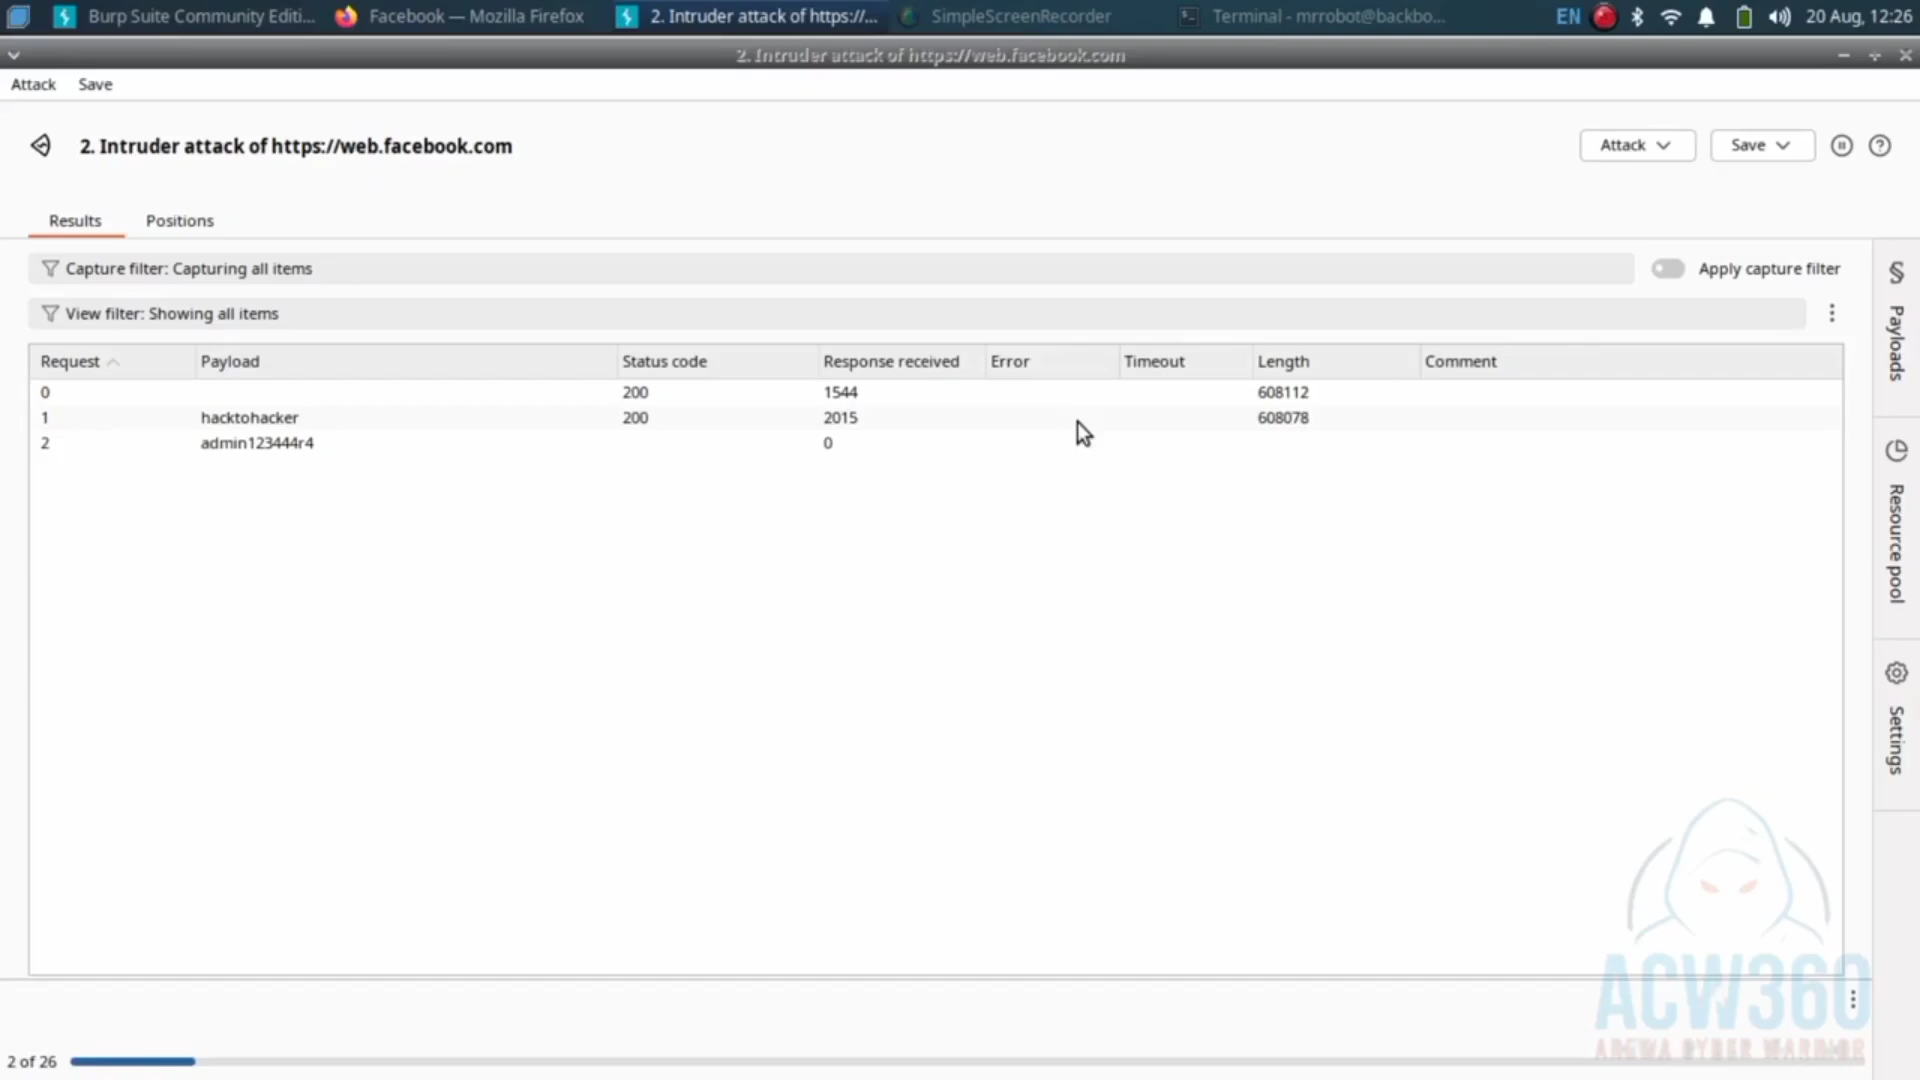 Burp Suite Community Editi... Facebook — Mozilla Firefox 2. Intruder attack of https://... SimpleScreenRecorder Terminal - mrrobot@backbo... EN 20 Aug, 12:26
2. Intruder attack of https://web.facebook.com
Attack Save
2. Intruder attack of https://web.facebook.com Attack Save
Results Positions
Capture filter: Capturing all items Apply capture filter
View filter: Showing all items
Request Payload Status code Response received Error Timeout Length Comment
0 200 1544 608112
1 hacktohacker 200 2015 608078
2 admin123444r4 0
Payloads
Resource pool
Settings
ACW360
2 of 26